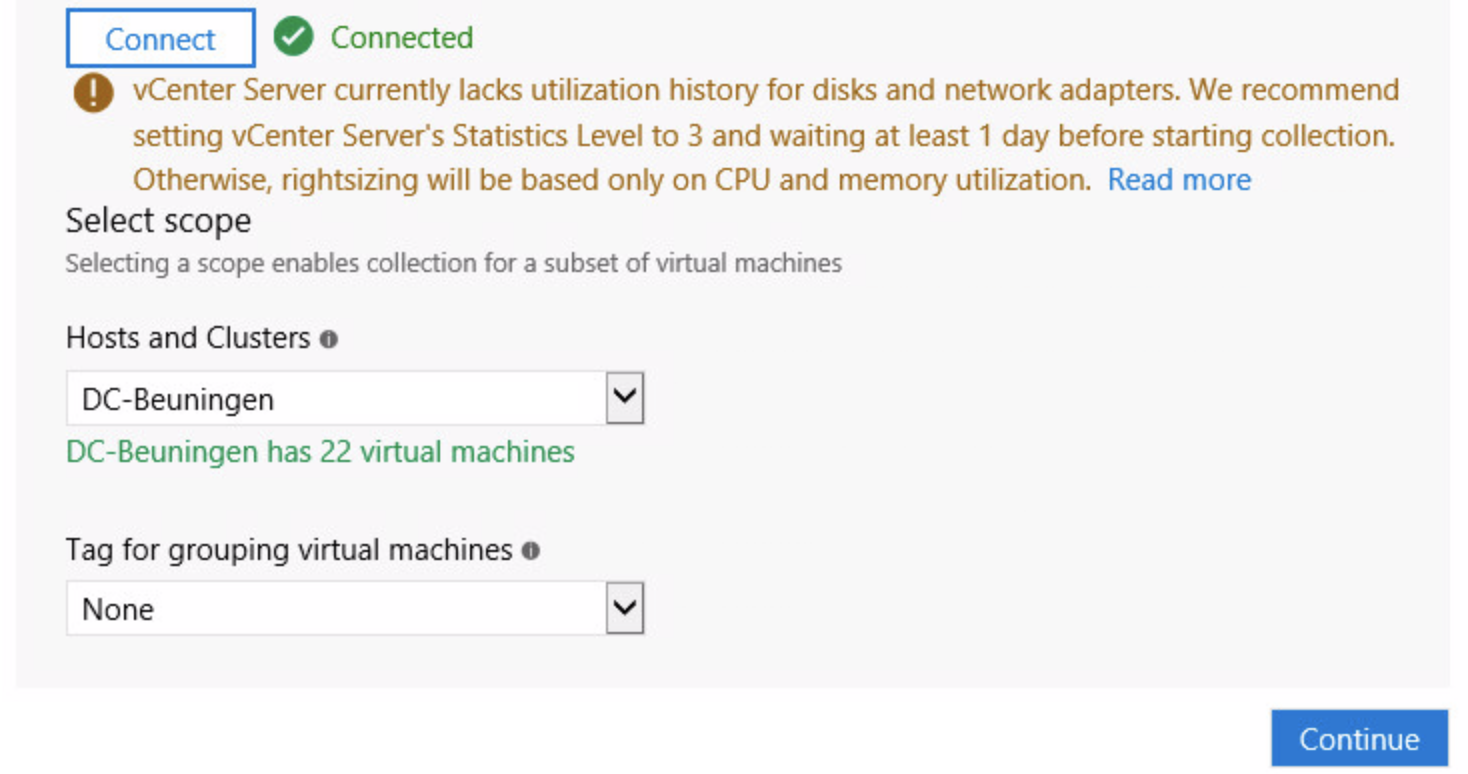 Connect Connected
vCenter Server currently lacks utilization history for disks and network adapters. We recommend
setting vCenter Server's Statistics Level to 3 and waiting at least 1 day before starting collection.
Otherwise, rightsizing will be based only on CPU and memory utilization. Read more
Select scope
Selecting a scope enables collection for a subset of virtual machines
Hosts and Clusters
DC-Beuningen
DC-Beuningen has 22 virtual machines
Tag for grouping virtual machines
None
Continue